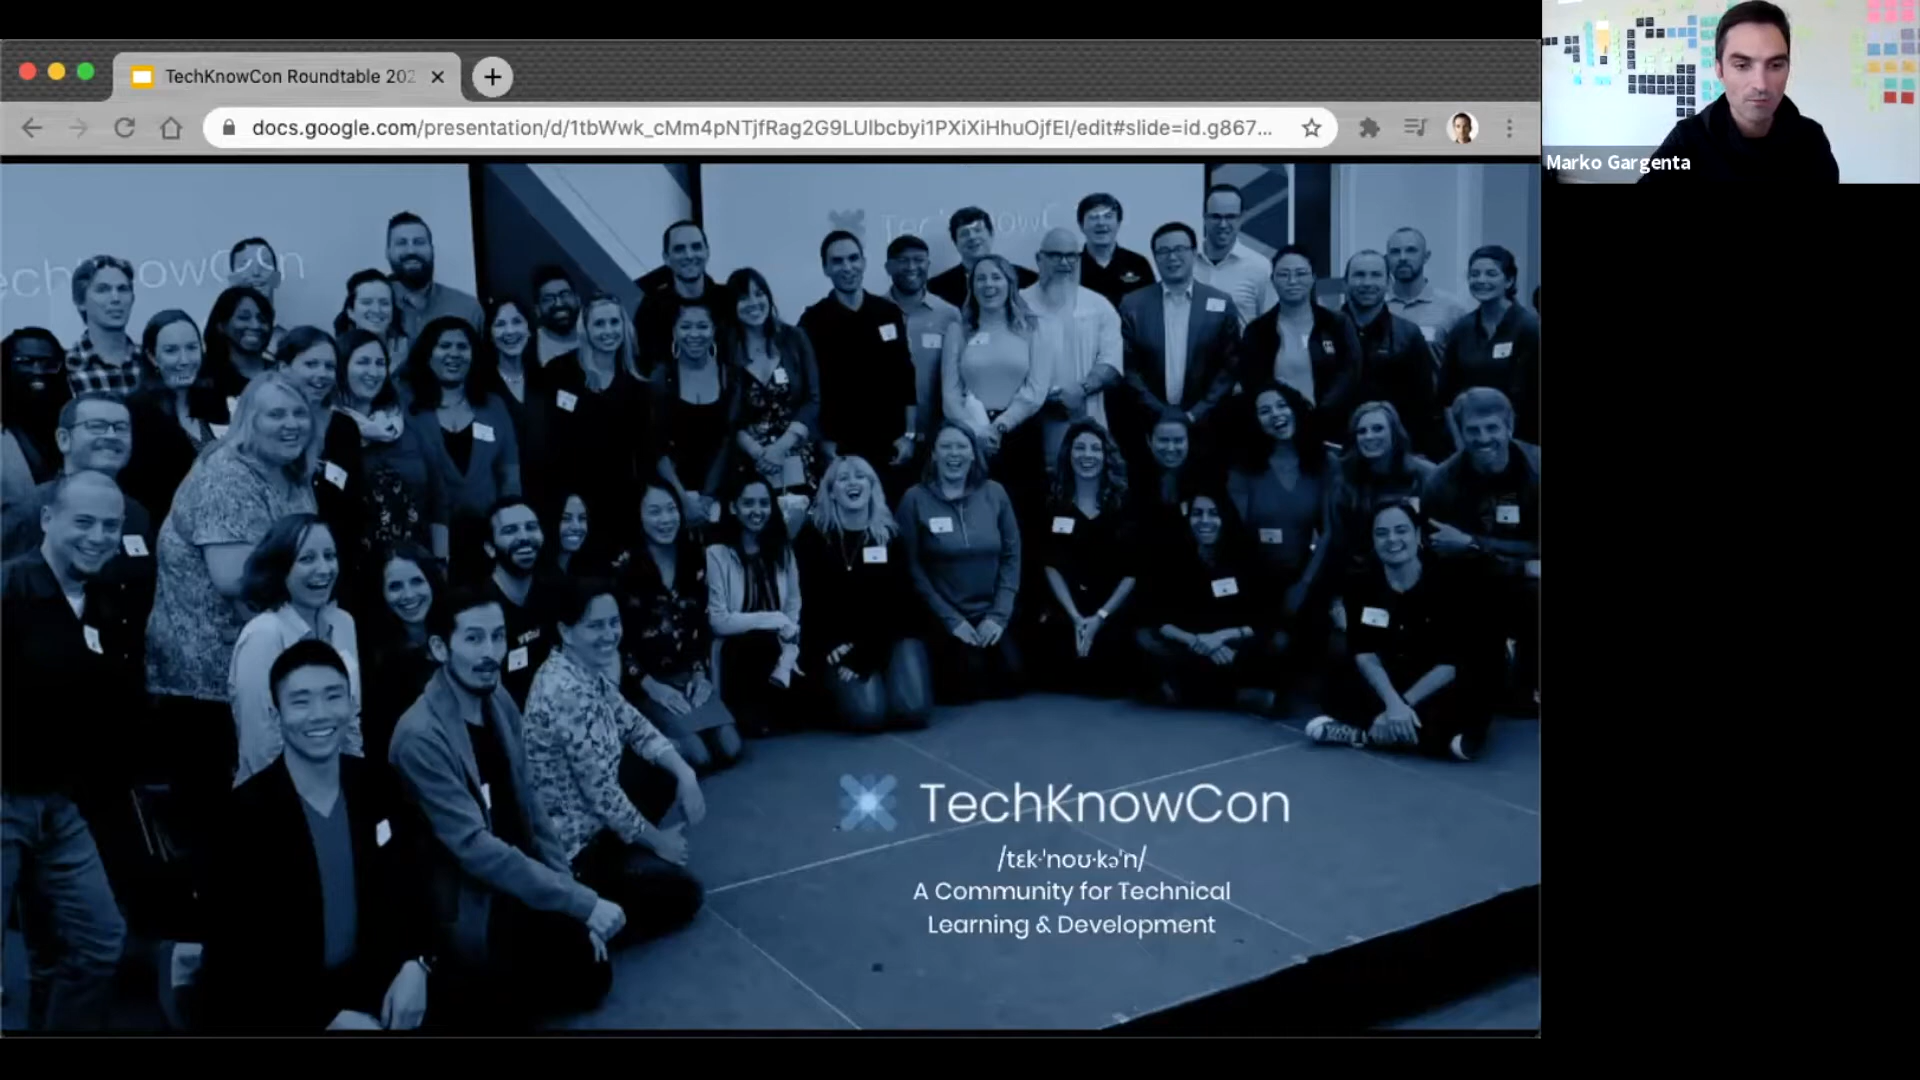 TechKnowCon Roundtable 202
docs.google.com/presentation/d/1tbWwk_cMm4pNTjfRag2G9LUlbcbyi1PXiXiHhuOjfEI/edit#slide=id.g867...
Marko Gargenta
TechKnowCon
/tɛk·ˈnoʊ·kəˈn/
A Community for Technical
Learning & Development